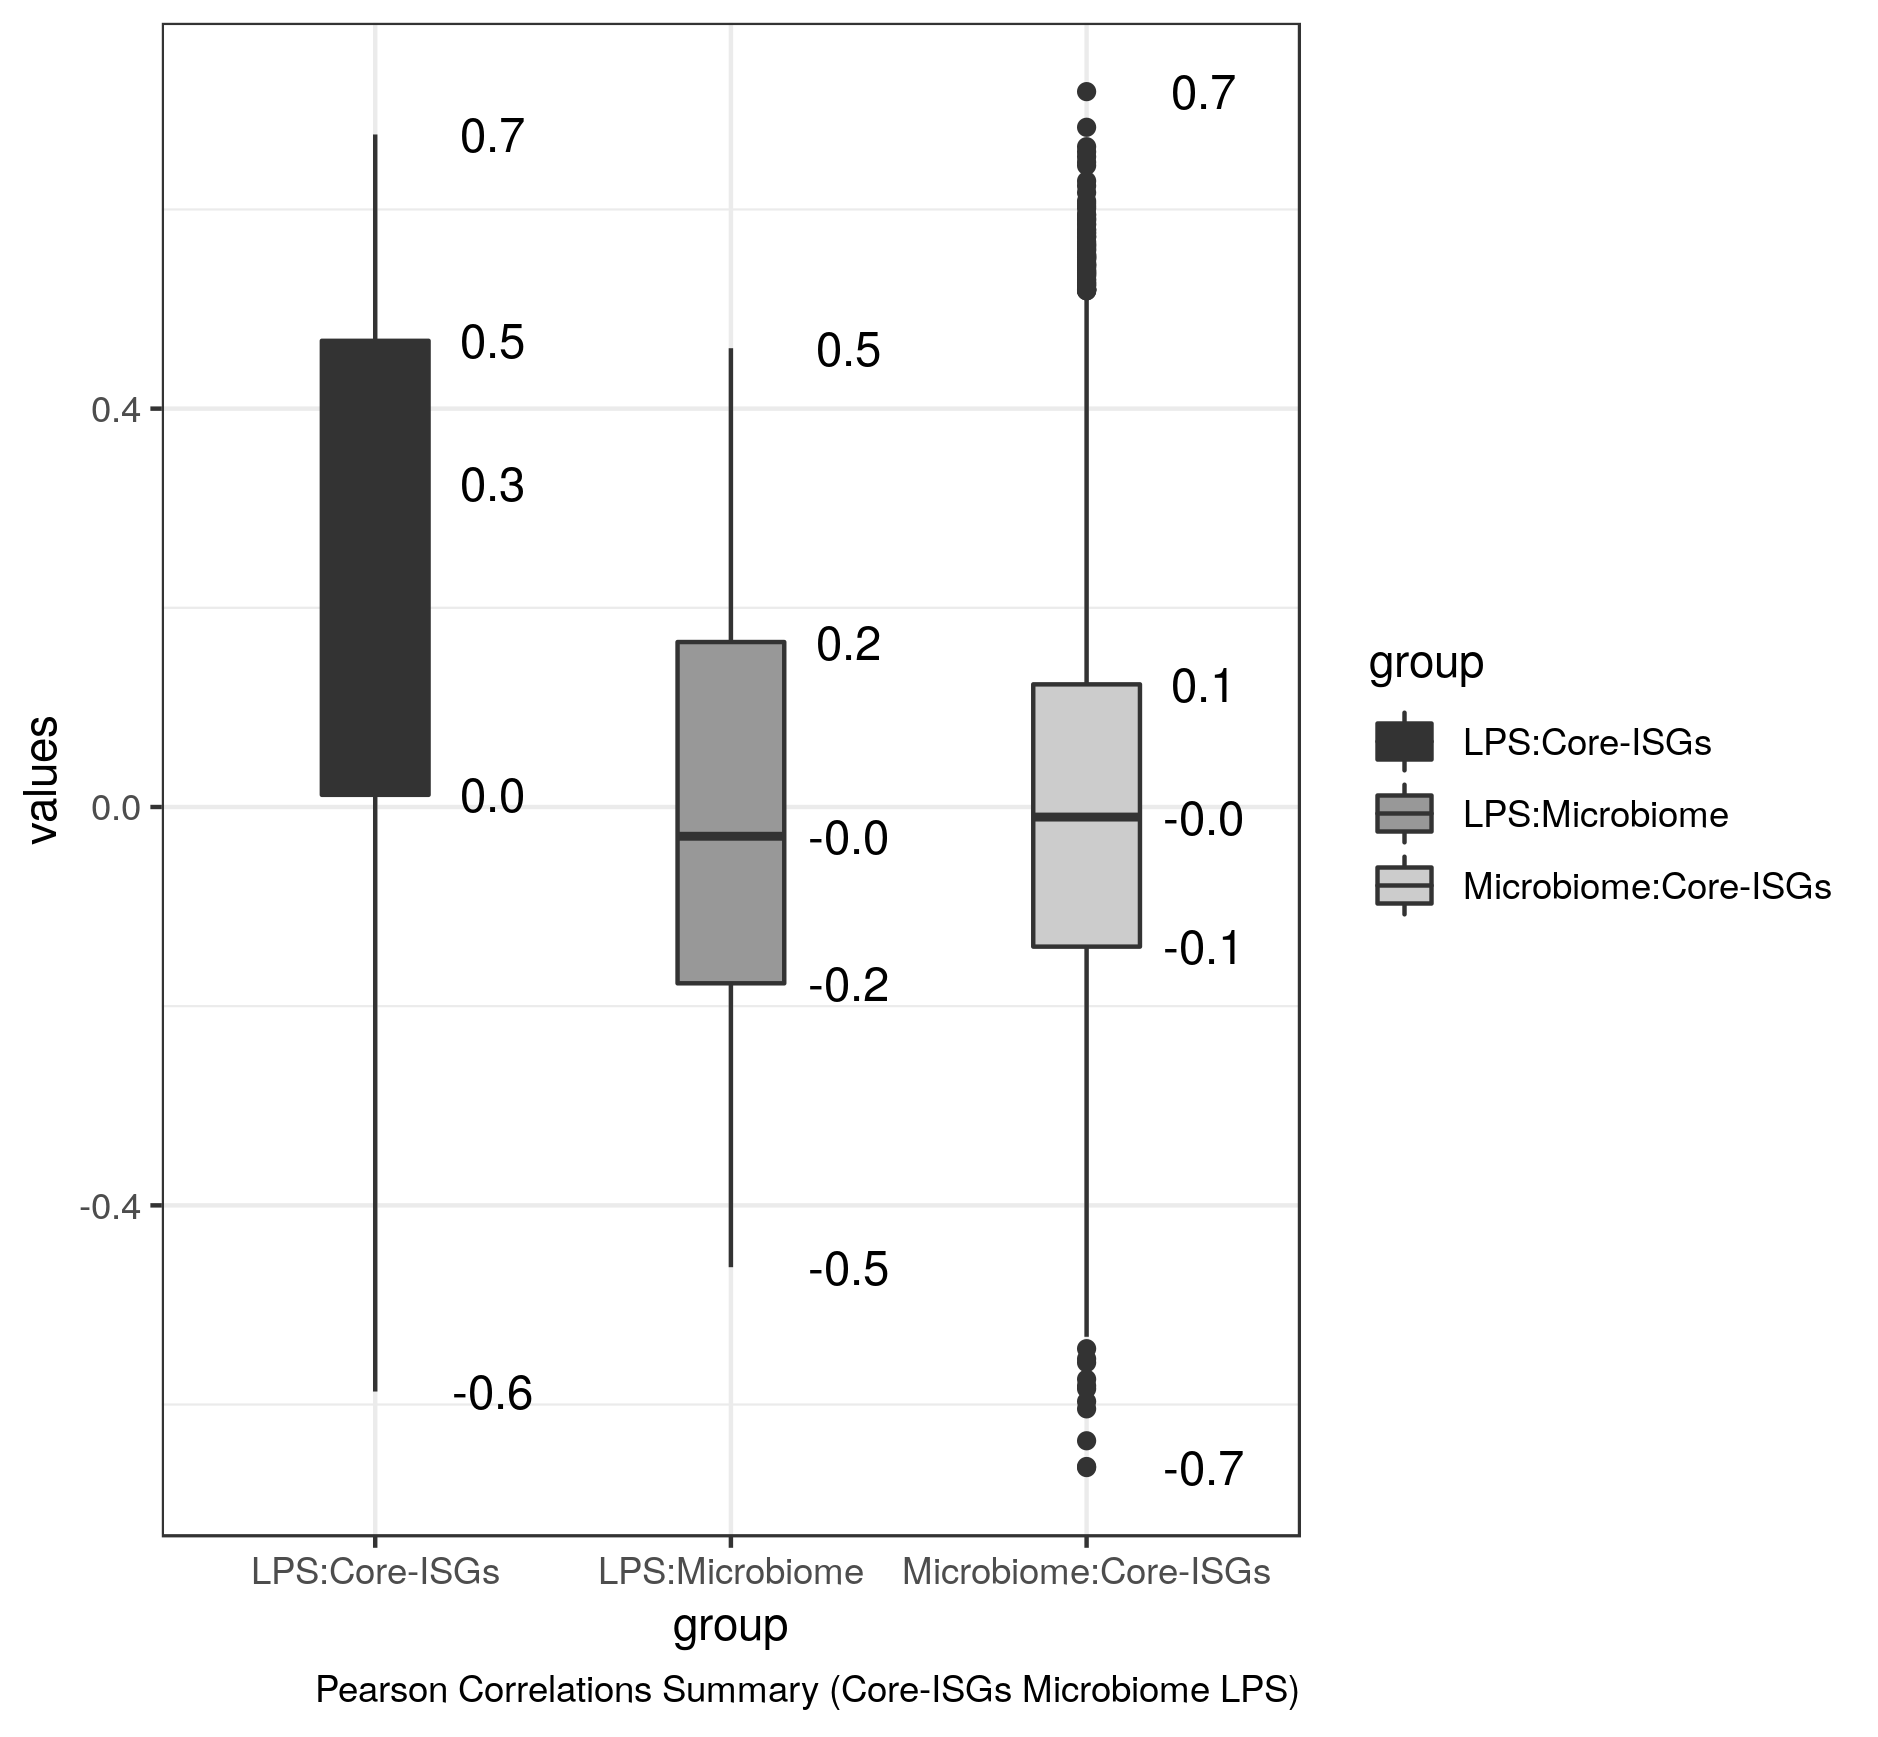 0.7
0.7
0.5
0.5
0.4
0.3
0.2
0.1
values
0.0
0.0
-0.0
-0.0
-0.1
-0.2
-0.4
-0.5
-0.6
-0.7
LPS:Core-ISGs LPS:Microbiome Microbiome:Core-ISGs
group
Pearson Correlations Summary (Core-ISGs Microbiome LPS)
group
LPS:Core-ISGs
LPS:Microbiome
Microbiome:Core-ISGs